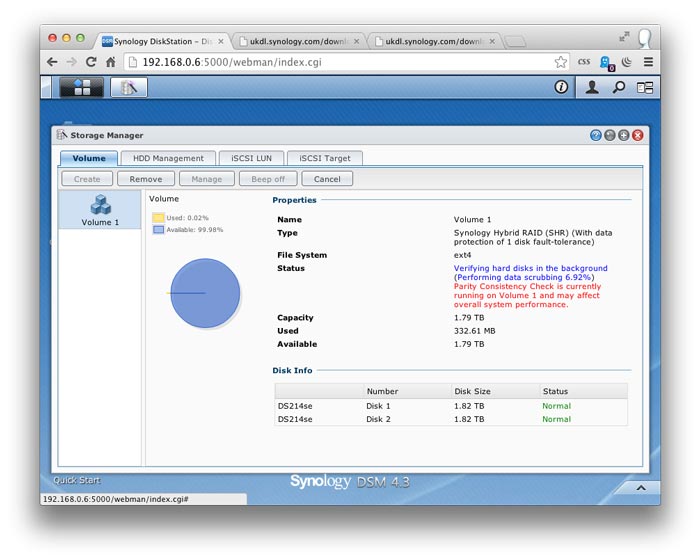 DSM Synology DiskStation - Dis
ukdl.synology.com/downl
ukdl.synology.com/downl
192.168.0.6:5000/webman/index.cgi
CSS
0
Storage Manager
Volume HDD Management iSCSI LUN iSCSI Target
Create Remove Manage Beep off Cancel
Volume 1
Volume
Used: 0.02%
Available: 99.98%
Properties
Name Volume 1
Type Synology Hybrid RAID (SHR) (With data
protection of 1 disk fault-tolerance)
File System ext4
Status Verifying hard disks in the background
(Performing data scrubbing 6.92%)
Parity Consistency Check is currently
running on Volume 1 and may affect
overall system performance.
Capacity 1.79 TB
Used 332.61 MB
Available 1.79 TB
Disk Info
Number Disk Size Status
DS214se Disk 1 1.82 TB Normal
DS214se Disk 2 1.82 TB Normal
Quick Start
Synology DSM 4.3
192.168.0.6:5000/webman/index.cgi#